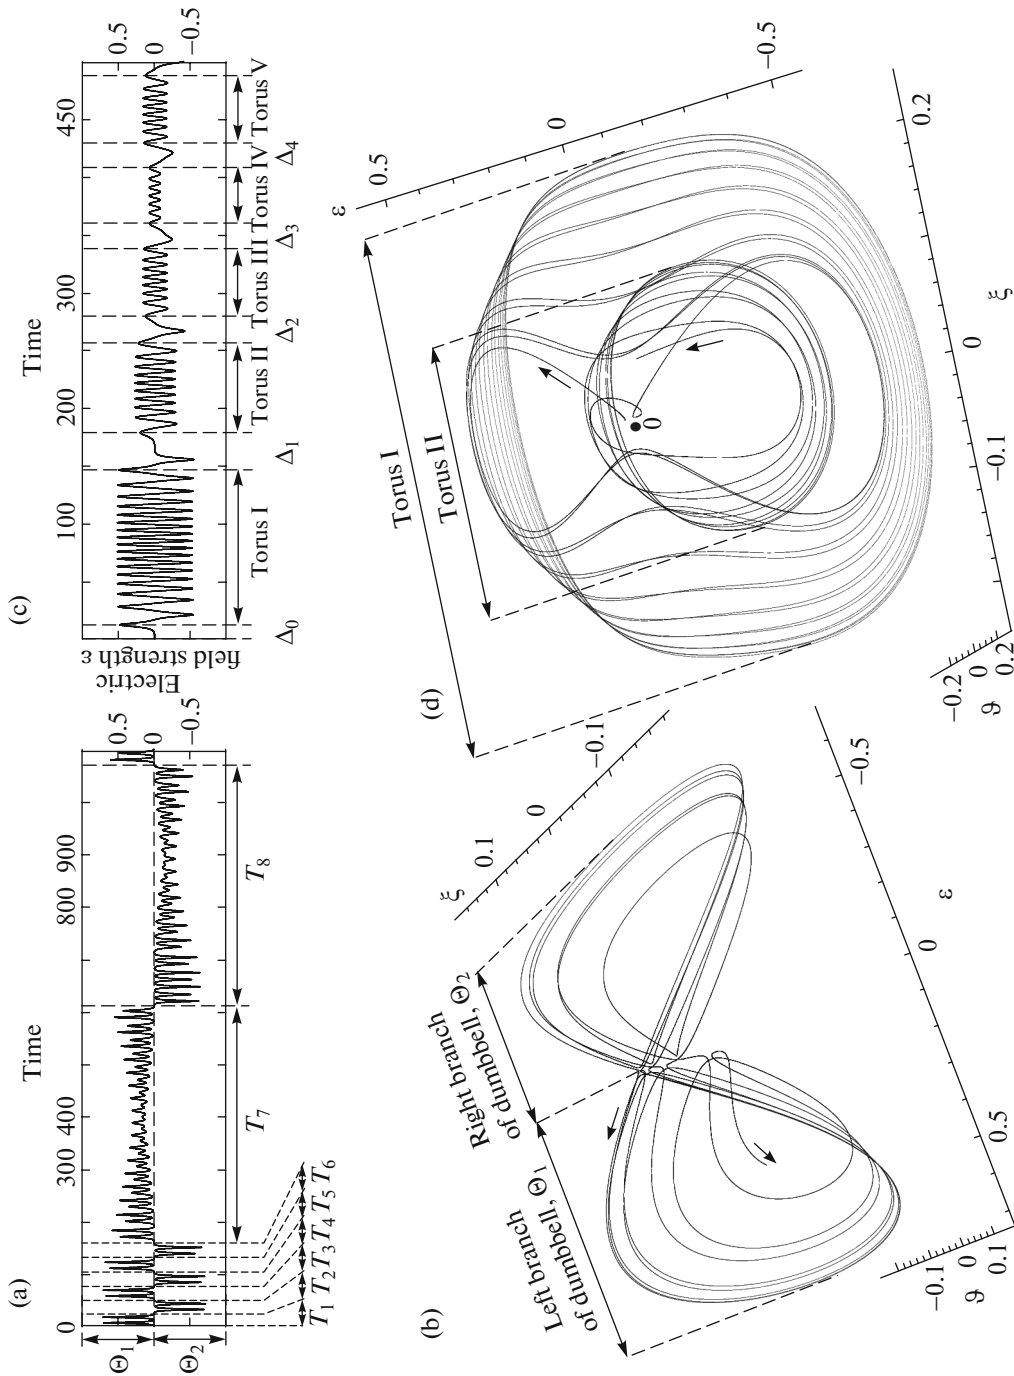 (a)
Time
0 300 400 800 900
0.5
0
−0.5
Θ1
Θ2
T1 T2 T3 T4 T5 T6
T7
T8
(b)
Left branch
of dumbbell, Θ1
Right branch
of dumbbell, Θ2
ξ
0.1
0
−0.1
ε
0.5
0
−0.5
ϑ
−0.1
0
0.1
(c)
Time
100 200 300 450
Electric
field strength ε
0.5
0
−0.5
Δ0 Torus I Δ1 Torus II Δ2 Torus III Δ3 Torus IV Δ4 Torus V
(d)
Torus I
Torus II
ε
0.5
0
−0.5
0
ξ
−0.1
0
0.2
ϑ
−0.2
0
0.2